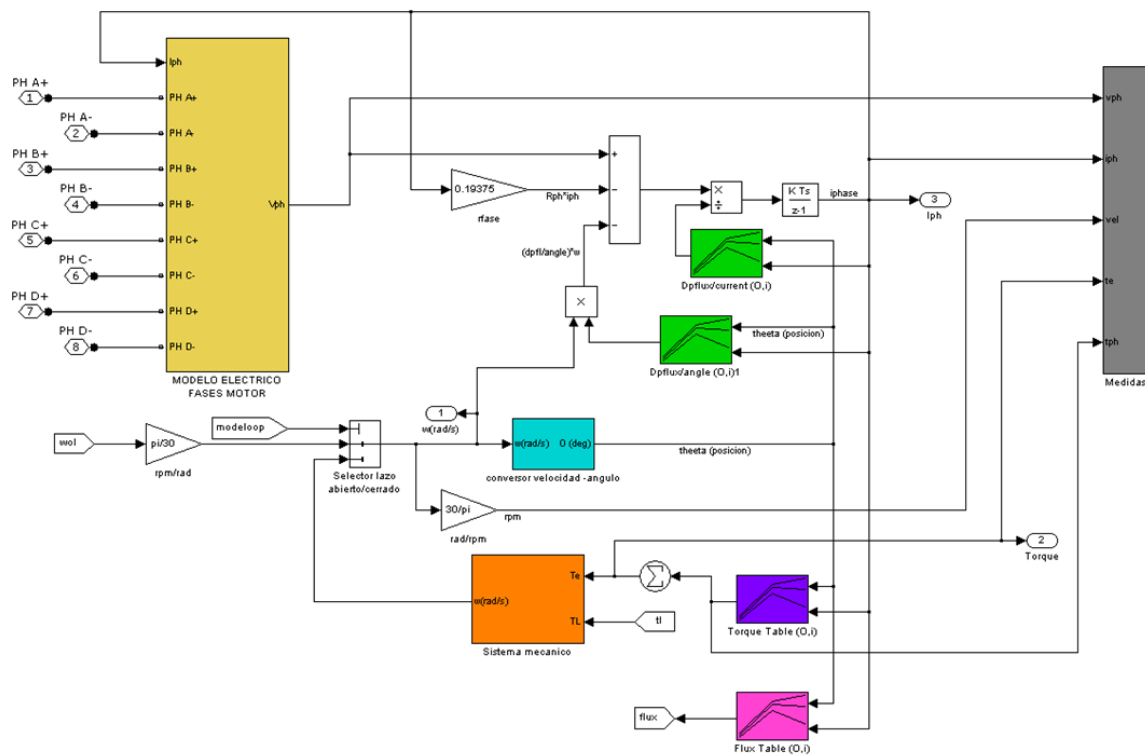 Iph
PH A+
1
PH A+
PH A-
2
PH A-
PH B+
3
PH B+
PH B-
4
PH B-
PH C+
5
PH C+
PH C-
6
PH C-
PH D+
7
PH D+
PH D-
8
PH D-
Vph
MODELO ELECTRICO
FASES MOTOR
0.19375
rfase
Rph*iph
+
-
-
(dpfl/angle)*w
×
×
÷
K Ts
z-1
iphase
3
Iph
Dpflux/current (O,i)
theeta (posicion)
Dpflux/angle (O,i)1
vph
iph
vel
te
tph
Medidas
1
w(rad/s)
wol
pi/30
rpm/rad
modeloop
Selector lazo
abierto/cerrado
w(rad/s)
O (deg)
conversor velocidad -angulo
theeta (posicion)
30/pi
rad/rpm
rpm
w(rad/s)
Te
TL
Sistema mecanico
Σ
tl
2
Torque
Torque Table (O,i)
flux
Flux Table (O,i)